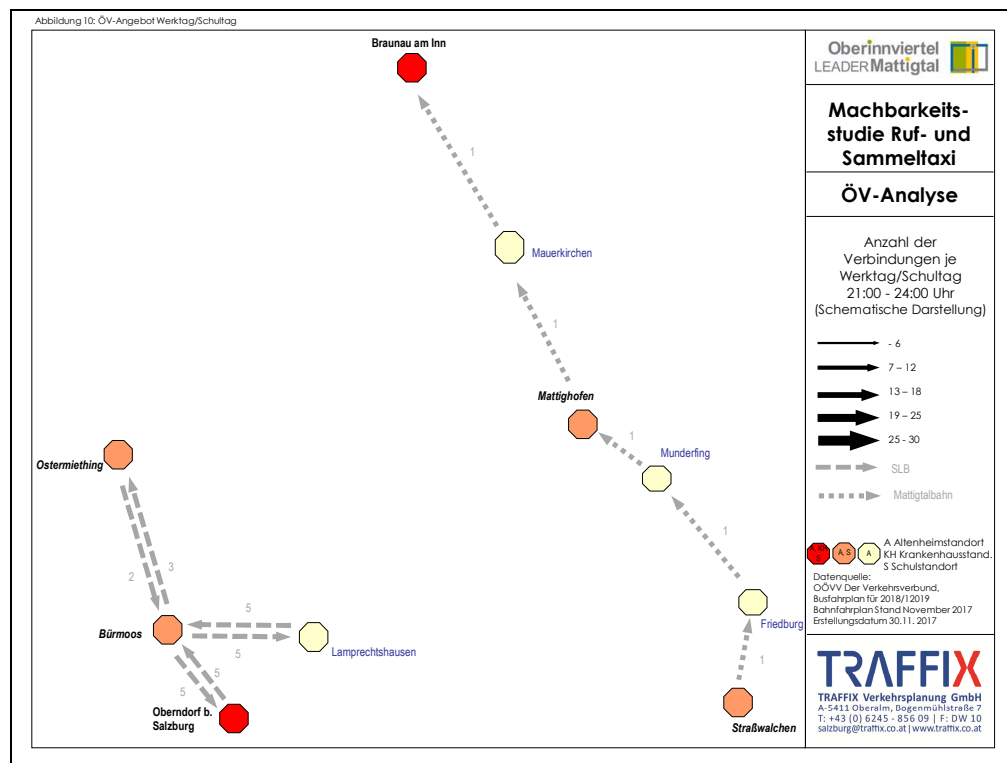 Abbildung 10: ÖV-Angebot Werktag/Schultag
Braunau am Inn
1
Mauerkirchen
1
Mattighofen
1
Munderfing
1
Friedburg
1
Straßwalchen
Ostermiething
2
3
Bürmoos
5
5
Lamprechtshausen
5
5
Oberndorf b.
Salzburg
Oberinnviertel
LEADER Mattigtal
Machbarkeits-
studie Ruf- und
Sammeltaxi
ÖV-Analyse
Anzahl der
Verbindungen je
Werktag/Schultag
21:00 - 24:00 Uhr
(Schematische Darstellung)
- 6
7 – 12
13 – 18
19 – 25
25 - 30
SLB
Mattigtalbahn
A, KH
S
A, S
A
A Altenheimstandort
KH Krankenhausstand.
S Schulstandort
Datenquelle:
OÖVV Der Verkehrsverbund,
Busfahrplan für 2018/12019
Bahnfahrplan Stand November 2017
Erstellungsdatum 30.11. 2017
TRAFFIX
TRAFFIX Verkehrsplanung GmbH
A-5411 Oberalm, Bogenmühlstraße 7
T: +43 (0) 6245 - 856 09 | F: DW 10
salzburg@traffix.co.at | www.traffix.co.at